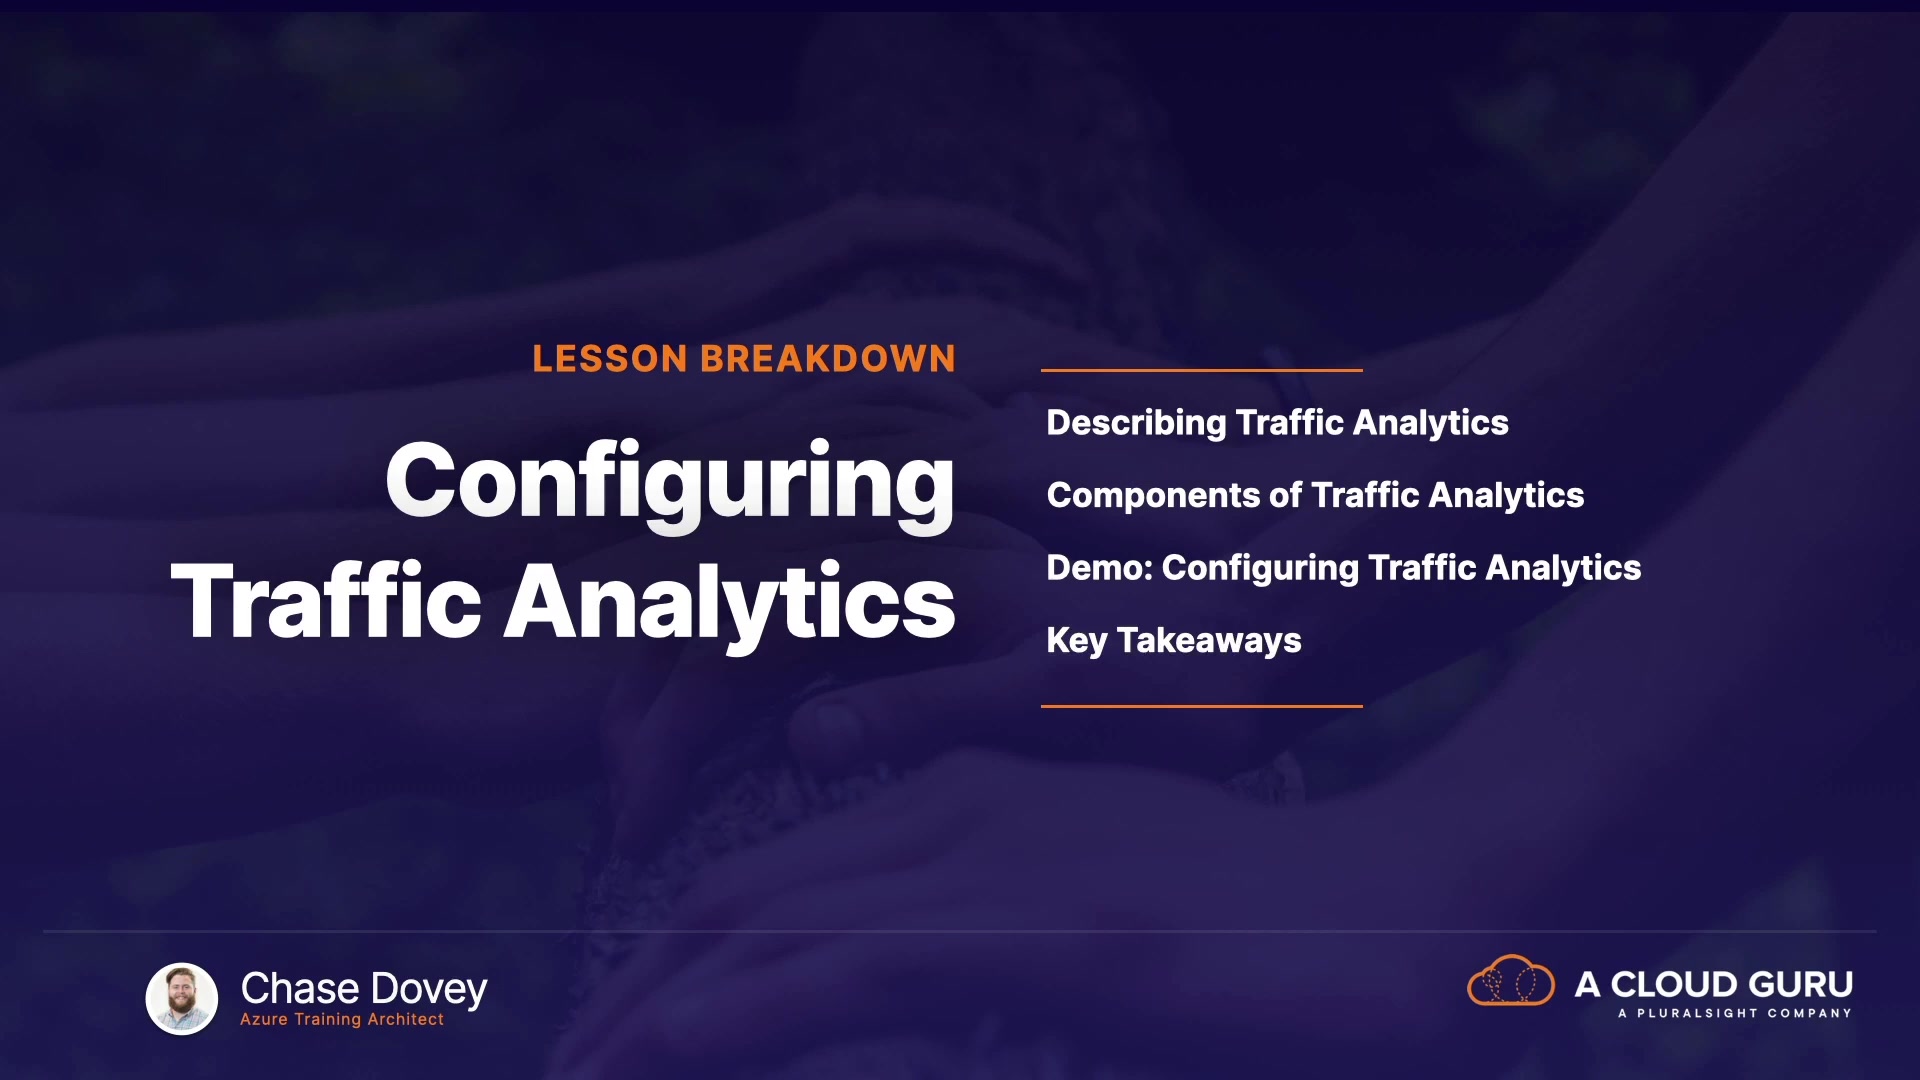 LESSON BREAKDOWN
Configuring
Traffic Analytics
Describing Traffic Analytics
Components of Traffic Analytics
Demo: Configuring Traffic Analytics
Key Takeaways
Chase Dovey
Azure Training Architect
A CLOUD GURU
A PLURALSIGHT COMPANY